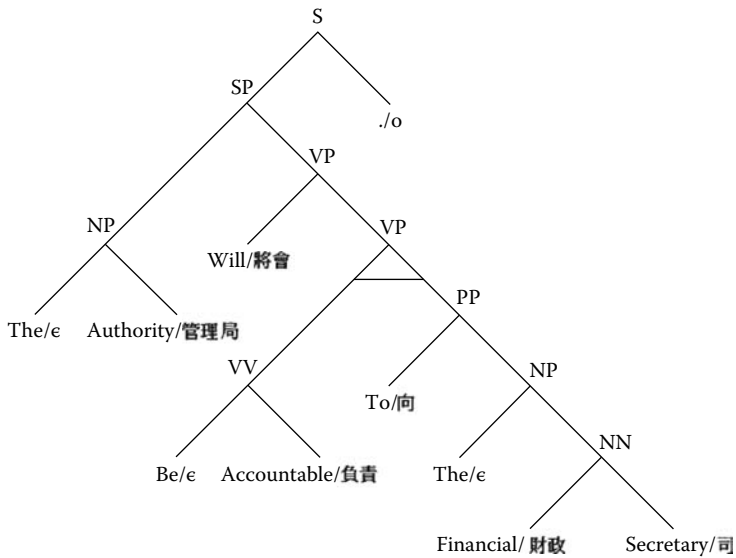 S
SP
./o
VP
NP
VP
Will/將會
PP
The/ϵ Authority/管理局
VV
NP
To/向
NN
Be/ϵ Accountable/負責 The/ϵ
Financial/ 財政 Secretary/司